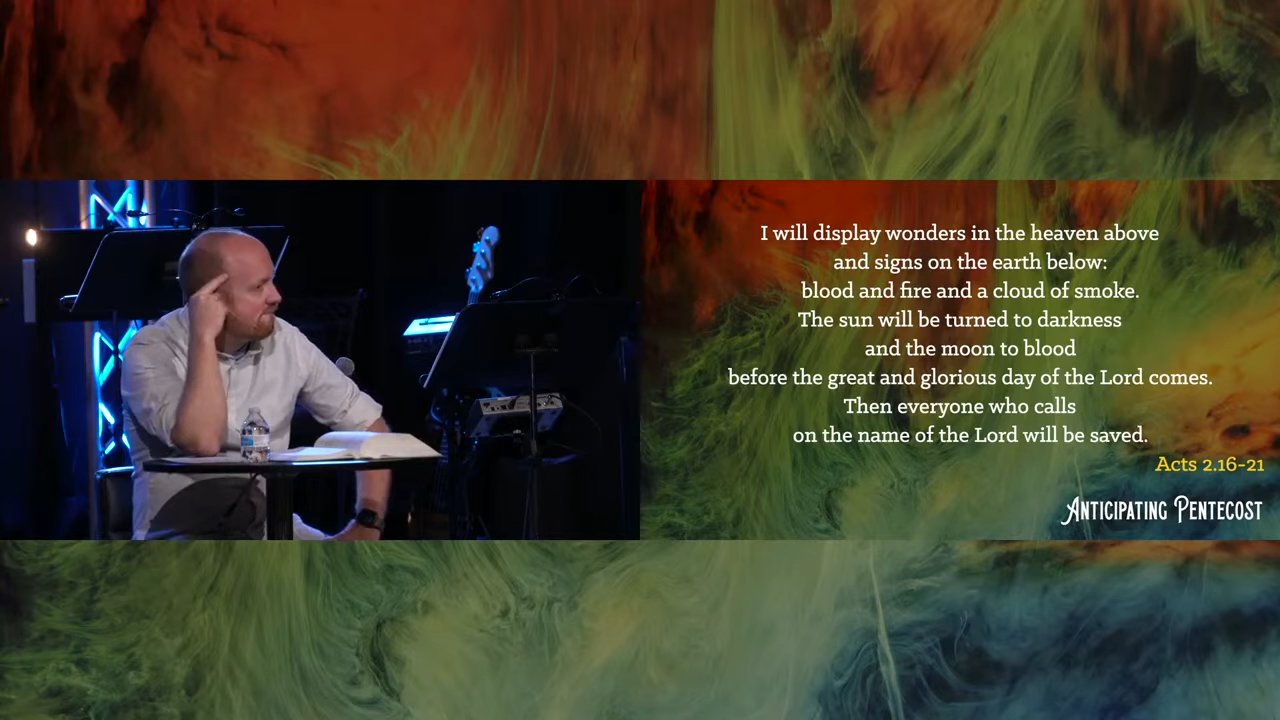 I will display wonders in the heaven above
and signs on the earth below:
blood and fire and a cloud of smoke.
The sun will be turned to darkness
and the moon to blood
before the great and glorious day of the Lord comes.
Then everyone who calls
on the name of the Lord will be saved.
Acts 2.16-21
Anticipating Pentecost